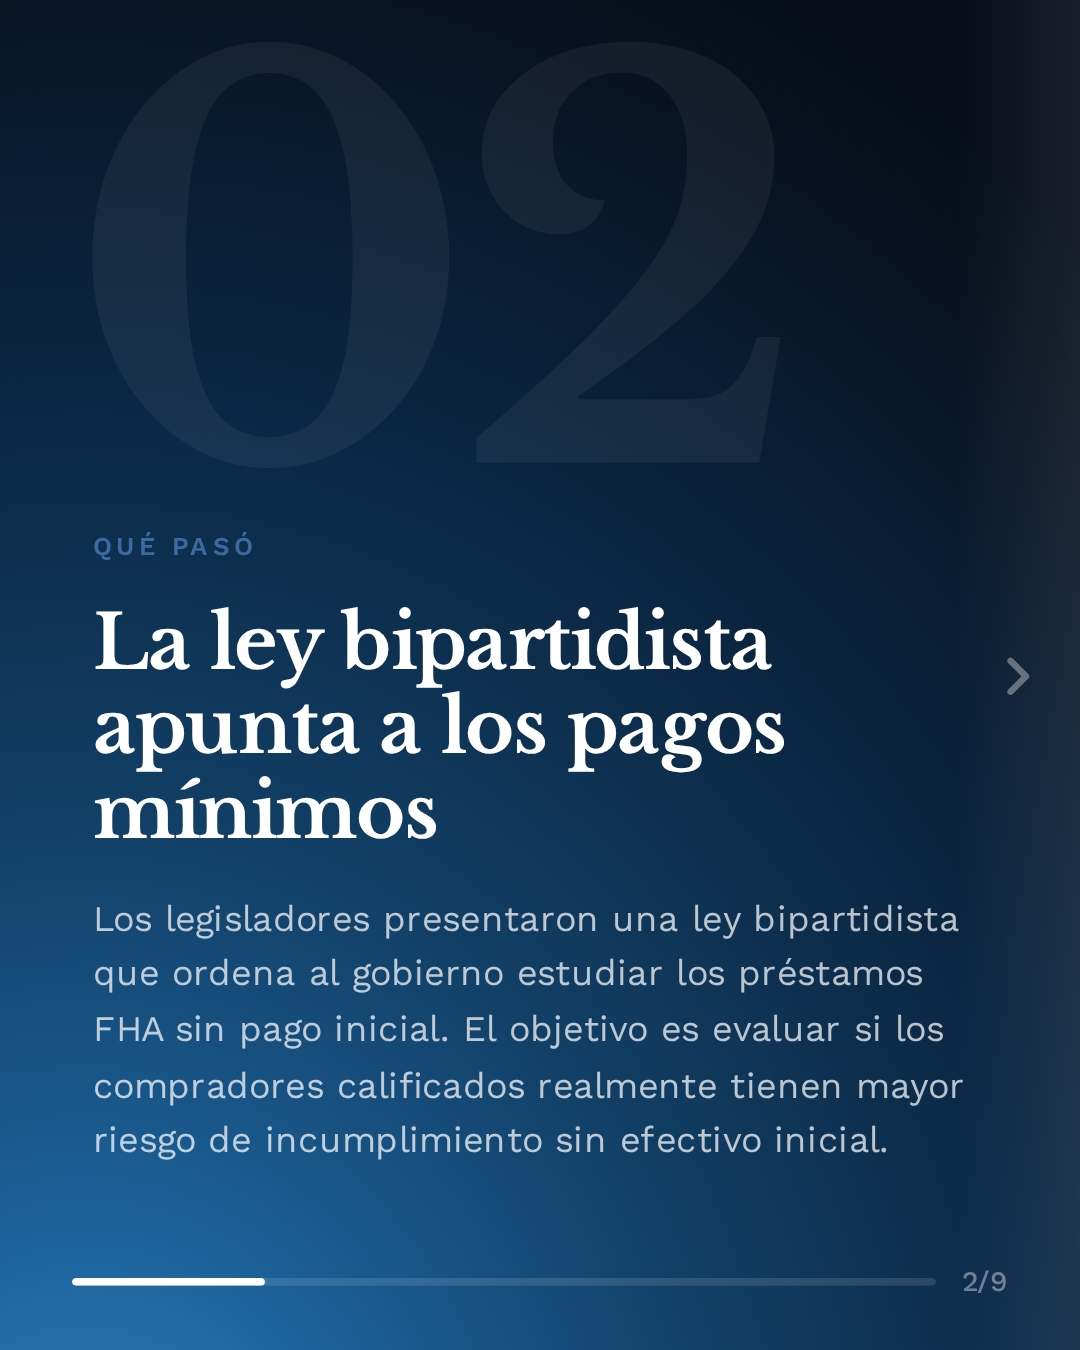 02
QUÉ PASÓ
La ley bipartidista
apunta a los pagos
mínimos
Los legisladores presentaron una ley bipartidista
que ordena al gobierno estudiar los préstamos
FHA sin pago inicial. El objetivo es evaluar si los
compradores calificados realmente tienen mayor
riesgo de incumplimiento sin efectivo inicial.
2/9